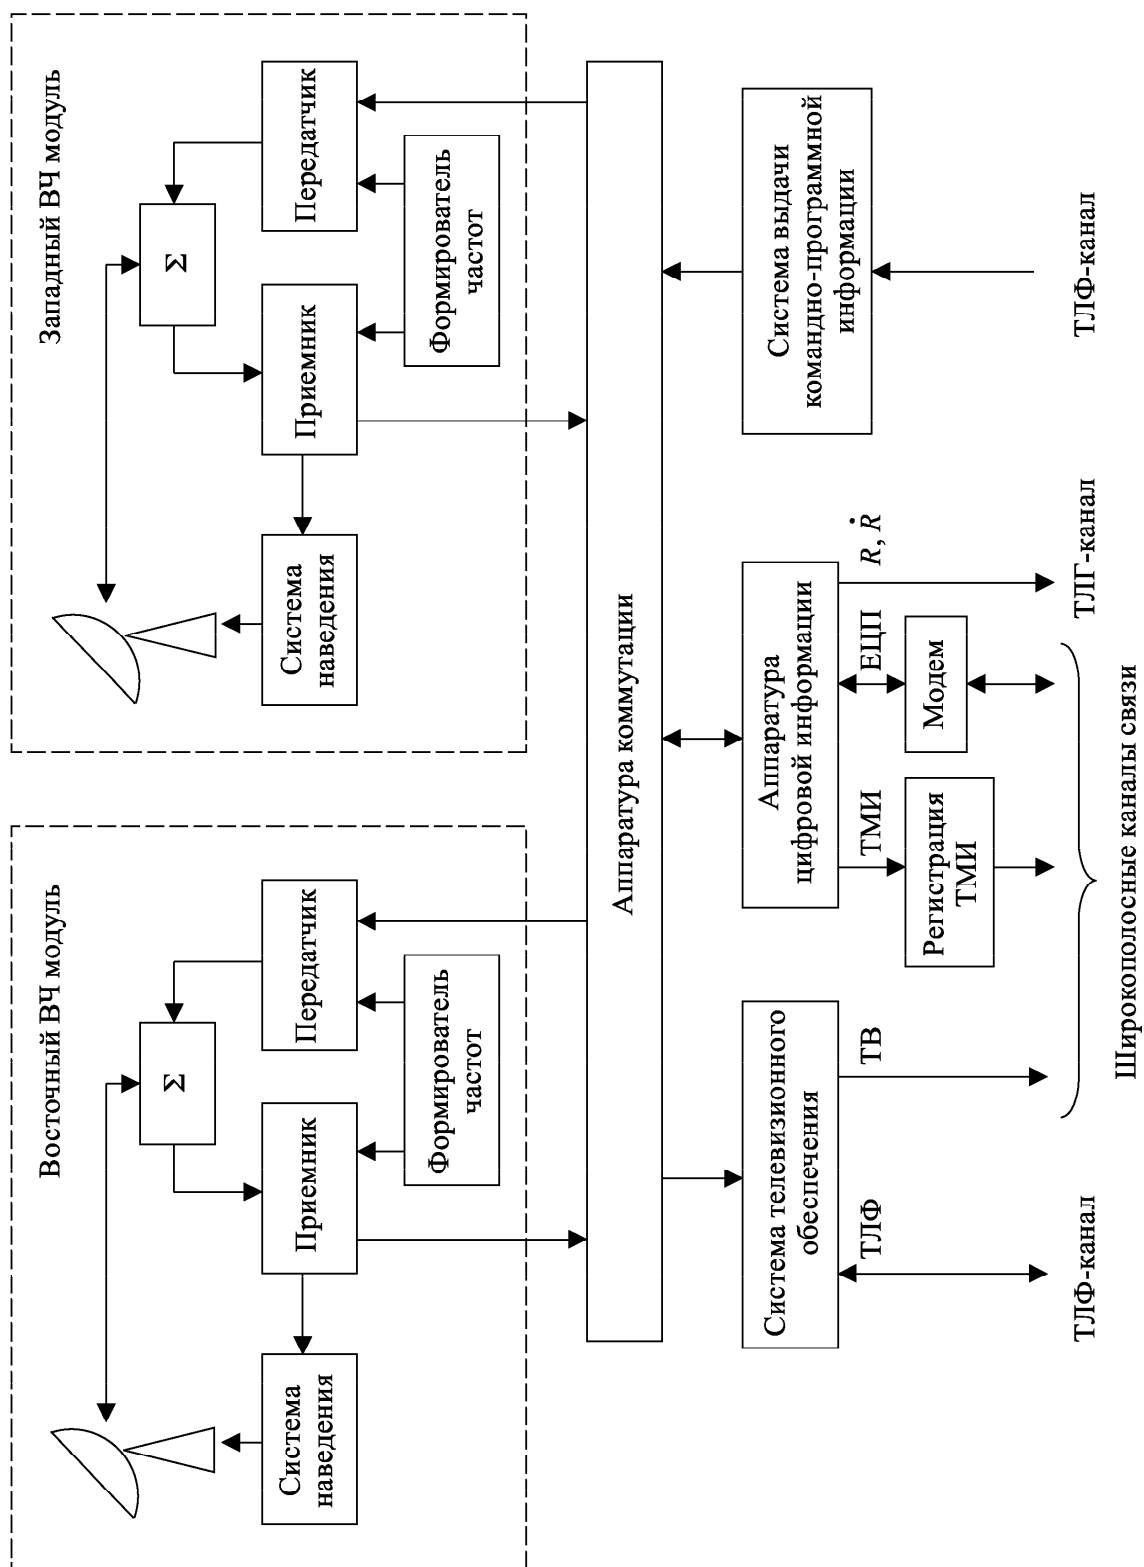 Восточный ВЧ модуль
Σ
Система
наведения
Приемник
Передатчик
Формирователь
частот
Западный ВЧ модуль
Σ
Система
наведения
Приемник
Передатчик
Формирователь
частот
Аппаратура коммутации
Система телевизионного
обеспечения
Аппаратура
цифровой информации
Система выдачи
командно-программной
информации
ТЛФ
ТВ
ТМИ
ЕЦП
R, Ṙ
Регистрация
ТМИ
Модем
ТЛФ-канал
ТЛГ-канал
ТЛФ-канал
Широкополосные каналы связи